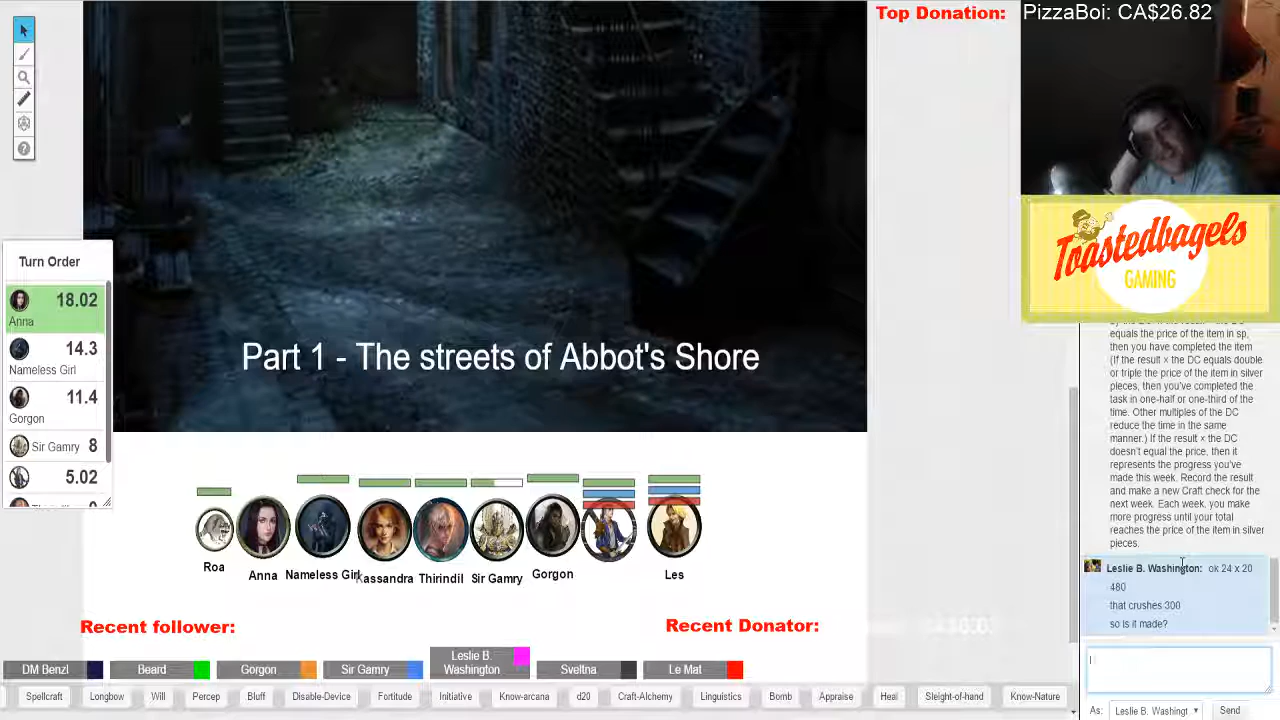 Top Donation:
PizzaBoi: CA$26.82
Toastedbagels
GAMING
Turn Order
18.02
Anna
14.3
Nameless Girl
11.4
Gorgon
Sir Gamry 8
5.02
Part 1 - The streets of Abbot's Shore
Roa
Anna
Nameless Girl
Kassandra
Thirindil
Sir Gamry
Gorgon
Les
equals the price of the item in sp,
then you have completed the item
(If the result × the DC equals double
or triple the price of the item in silver
pieces, then you've completed the
task in one-half or one-third of the
time. Other multiples of the DC
reduce the time in the same
manner.) If the result × the DC
doesn't equal the price, then it
represents the progress you've
made this week. Record the result
and make a new Craft check for the
next week. Each week, you make
more progress until your total
reaches the price of the item in silver
pieces.
Leslie B. Washington: ok 24 x 20
480
that crushes 300
so is it made?
As: Leslie B. Washingt
Send
Recent follower:
Recent Donator:
DM Benzl
Beard
Gorgon
Sir Gamry
Leslie B.
Washington
Sveltna
Le Mat
Spellcraft
Longbow
Will
Percep
Bluff
Disable-Device
Fortitude
Initiative
Know-arcana
d20
Craft-Alchemy
Linguistics
Bomb
Appraise
Heal
Sleight-of-hand
Know-Nature